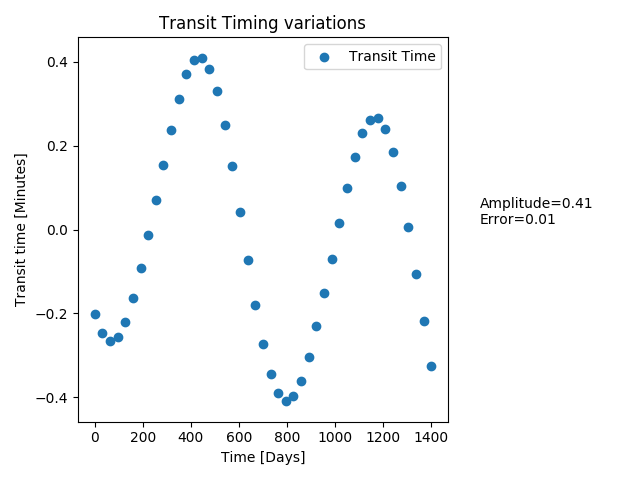 Transit Timing variations
Transit Time
Transit time [Minutes]
0.4
0.2
0.0
−0.2
−0.4
0 200 400 600 800 1000 1200 1400
Time [Days]
Amplitude=0.41
Error=0.01